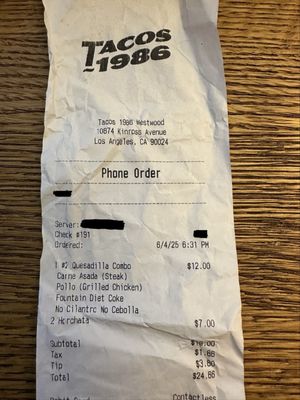 TACOS
~1986
Tacos 1986 Westwood
10874 Kinross Avenue
Los Angeles, CA 90024
Phone Order
Server:
Check #191
Ordered: 6/4/25 6:31 PM
1 #2 Quesadilla Combo $12.00
Carne Asada (Steak)
Pollo (Grilled Chicken)
Fountain Diet Coke
No Cilantro No Cebolla
2 Horchata $7.00
Subtotal
Tax $1.86
Tip $3.80
Total $24.66
Contactless